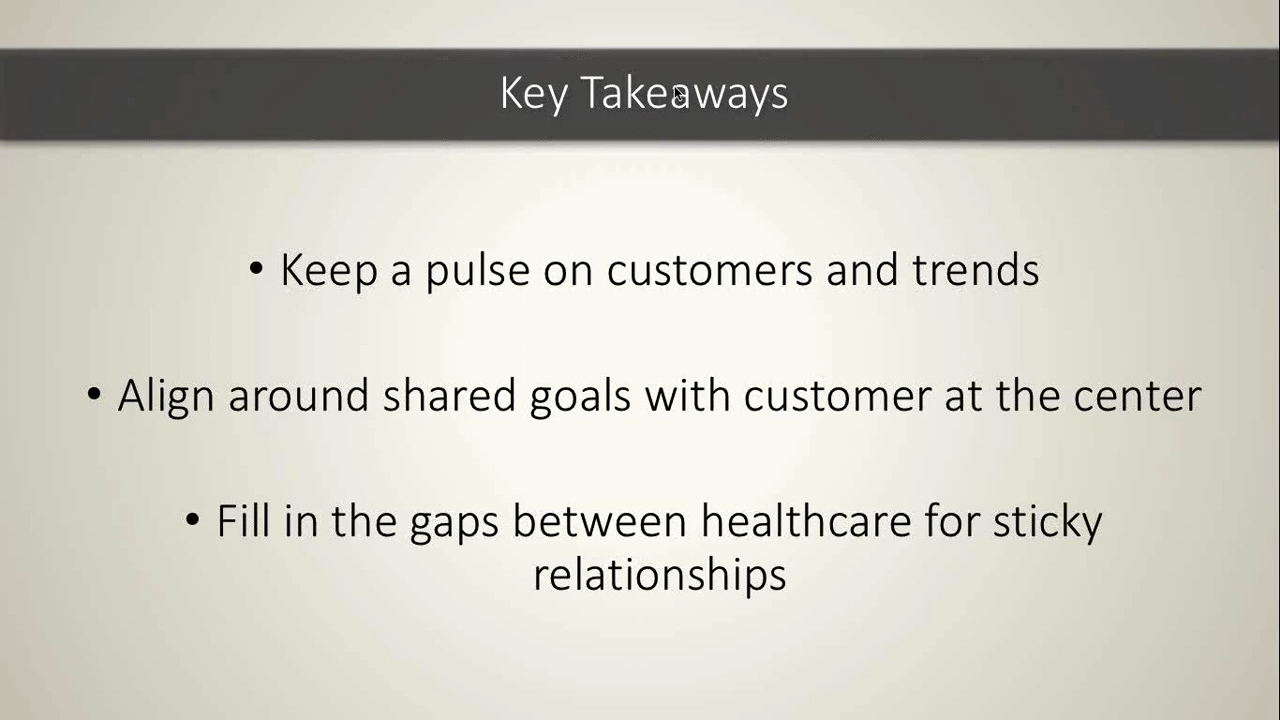 Key Takeaways
• Keep a pulse on customers and trends
• Align around shared goals with customer at the center
• Fill in the gaps between healthcare for sticky
relationships